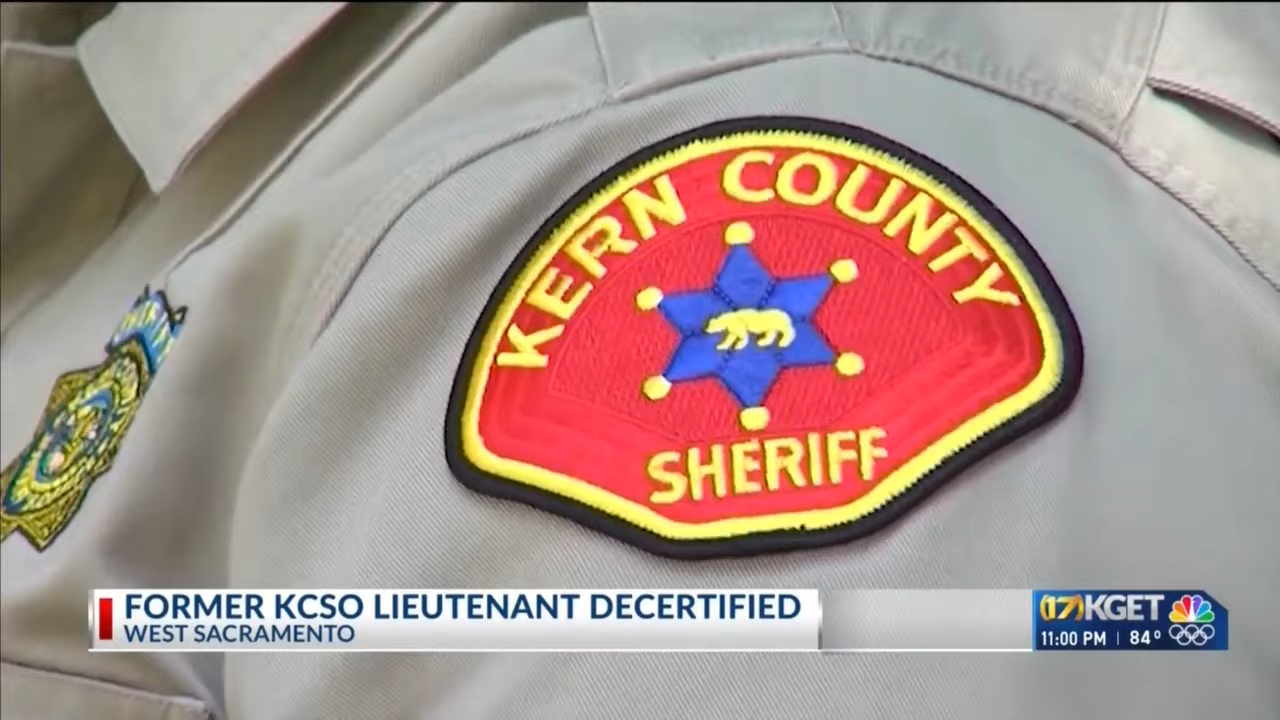 KERN COUNTY
SHERIFF
FORMER KCSO LIEUTENANT DECERTIFIED
WEST SACRAMENTO
17 KGET
11:00 PM | 84°